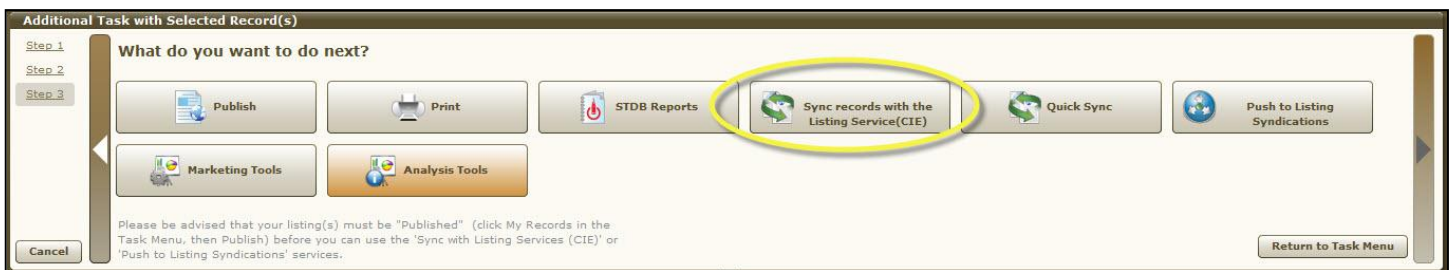 Additional Task with Selected Record(s)
Step 1
Step 2
Step 3
What do you want to do next?
Publish
Print
STDB Reports
Sync records with the
Listing Service(CIE)
Quick Sync
Push to Listing
Syndications
Marketing Tools
Analysis Tools
Please be advised that your listing(s) must be "Published" (click My Records in the
Task Menu, then Publish) before you can use the 'Sync with Listing Services (CIE)' or
'Push to Listing Syndications' services.
Cancel
Return to Task Menu